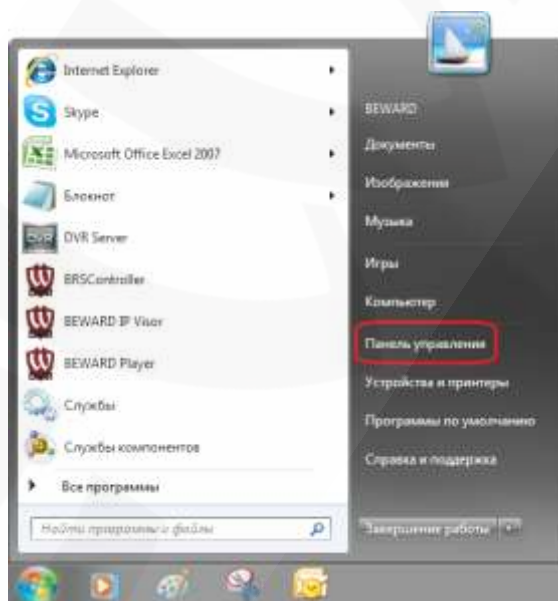 Internet Explorer
Skype
Microsoft Office Excel 2007
Блокнот
DVR Server
BRSController
BEWARD IP Visor
BEWARD Player
Службы
Службы компонентов
Все программы
Найти программы и файлы
BEWARD
Документы
Изображения
Музыка
Игры
Компьютер
Панель управления
Устройства и принтеры
Программы по умолчанию
Справка и поддержка
Завершение работы